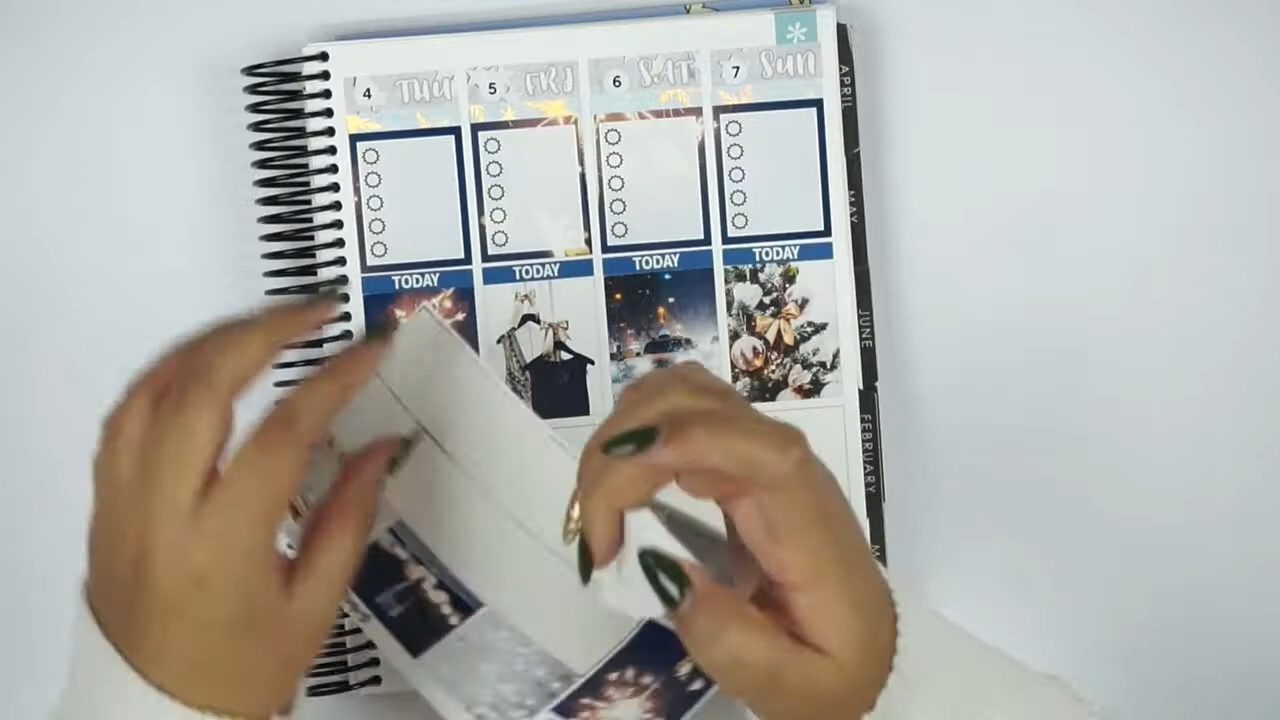 4 THU 5 FRI 6 SAT 7 SUN
TODAY TODAY TODAY TODAY
APRIL
MAY
JUNE
FEBRUARY
M